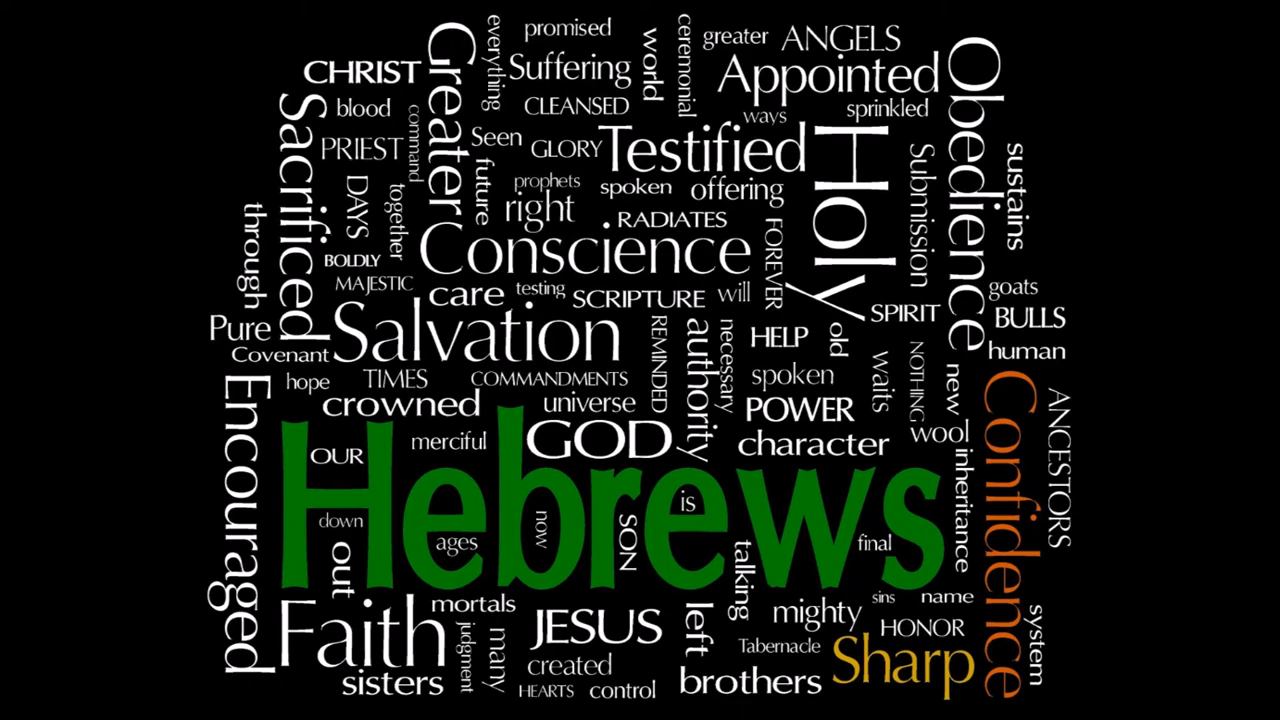 CHRIST
Greater
everything
promised
Suffering
world
ceremonial
greater
ANGELS
Appointed
Obedience
blood
command
CLEANSED
ways
sprinkled
Sacrificed
PRIEST
Seen
GLORY
Testified
Holy
Submission
sustains
DAYS
together
future
prophets
spoken
offering
right
RADIATES
FOREVER
through
BOLDLY
Conscience
MAJESTIC
care
testing
SCRIPTURE
will
SPIRIT
goats
BULLS
Pure
Salvation
REMINDED
authority
necessary
HELP
old
waits
NOTHING
human
Covenant
hope
TIMES
COMMANDMENTS
spoken
new
Encouraged
crowned
universe
POWER
Confidence
ANCESTORS
OUR
merciful
GOD
character
wool
inheritance
Hebrews
is
down
ages
now
SON
final
out
talking
Faith
mortals
JESUS
left
mighty
sins
name
system
judgment
many
created
Tabernacle
HONOR
Sharp
sisters
HEARTS
control
brothers